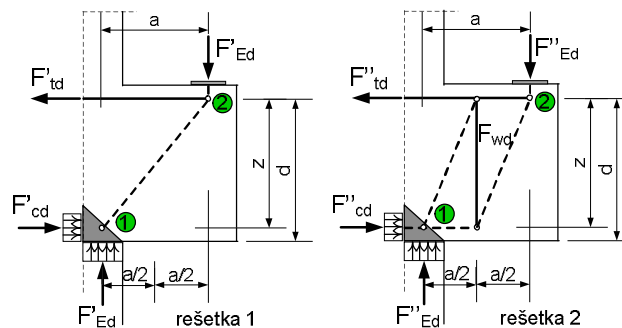 a
F'Ed
F'td
2
z
d
F'cd
1
a/2
a/2
F'Ed
rešetka 1
a
F''Ed
F''td
2
Fwd
z
d
F''cd
1
a/2
a/2
F''Ed
rešetka 2